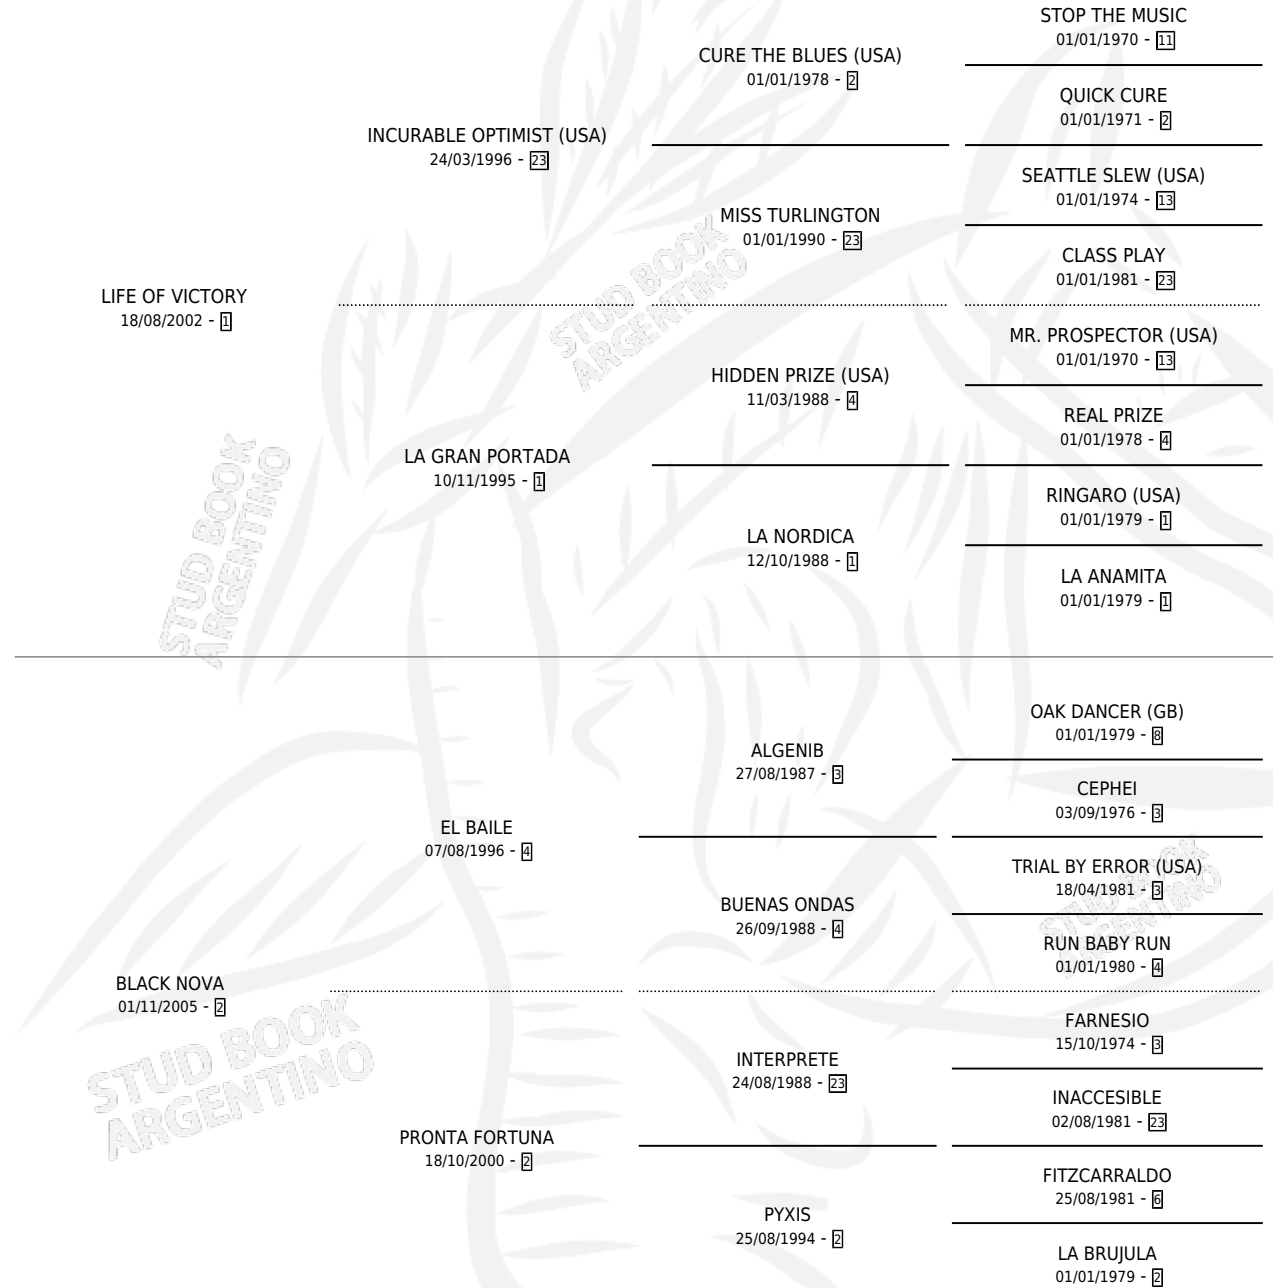 STOP THE MUSIC
01/01/1970 - 11
CURE THE BLUES (USA)
01/01/1978 - 2
QUICK CURE
01/01/1971 - 2
INCURABLE OPTIMIST (USA)
24/03/1996 - 23
SEATTLE SLEW (USA)
01/01/1974 - 13
MISS TURLINGTON
01/01/1990 - 23
CLASS PLAY
01/01/1981 - 23
LIFE OF VICTORY
18/08/2002 - 1
STUD BOOK
ARGENTINO
MR. PROSPECTOR (USA)
01/01/1970 - 13
HIDDEN PRIZE (USA)
11/03/1988 - 4
REAL PRIZE
01/01/1978 - 4
LA GRAN PORTADA
10/11/1995 - 1
RINGARO (USA)
01/01/1979 - 1
LA NORDICA
12/10/1988 - 1
LA ANAMITA
01/01/1979 - 1
STUD BOOK
ARGENTINO
OAK DANCER (GB)
01/01/1979 - 8
ALGENIB
27/08/1987 - 3
CEPHEI
03/09/1976 - 3
EL BAILE
07/08/1996 - 4
TRIAL BY ERROR (USA)
18/04/1981 - 3
BUENAS ONDAS
26/09/1988 - 4
STUD BOOK
ARGENTINO
RUN BABY RUN
01/01/1980 - 4
BLACK NOVA
01/11/2005 - 2
FARNESIO
15/10/1974 - 3
INTERPRETE
24/08/1988 - 23
STUD BOOK
ARGENTINO
INACCESIBLE
02/08/1981 - 23
PRONTA FORTUNA
18/10/2000 - 2
FITZCARRALDO
25/08/1981 - 6
PYXIS
25/08/1994 - 2
LA BRUJULA
01/01/1979 - 2